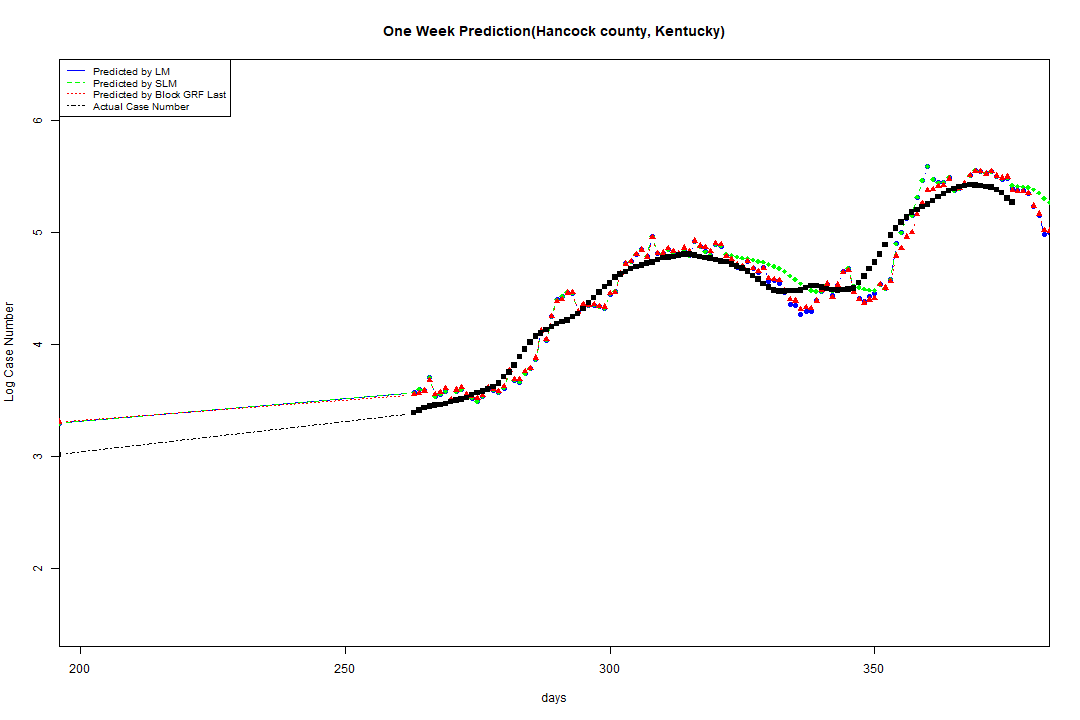 One Week Prediction(Hancock county, Kentucky)
Predicted by LM
Predicted by SLM
Predicted by Block GRF Last
Actual Case Number
6
5
4
3
2
Log Case Number
200
250
300
350
days